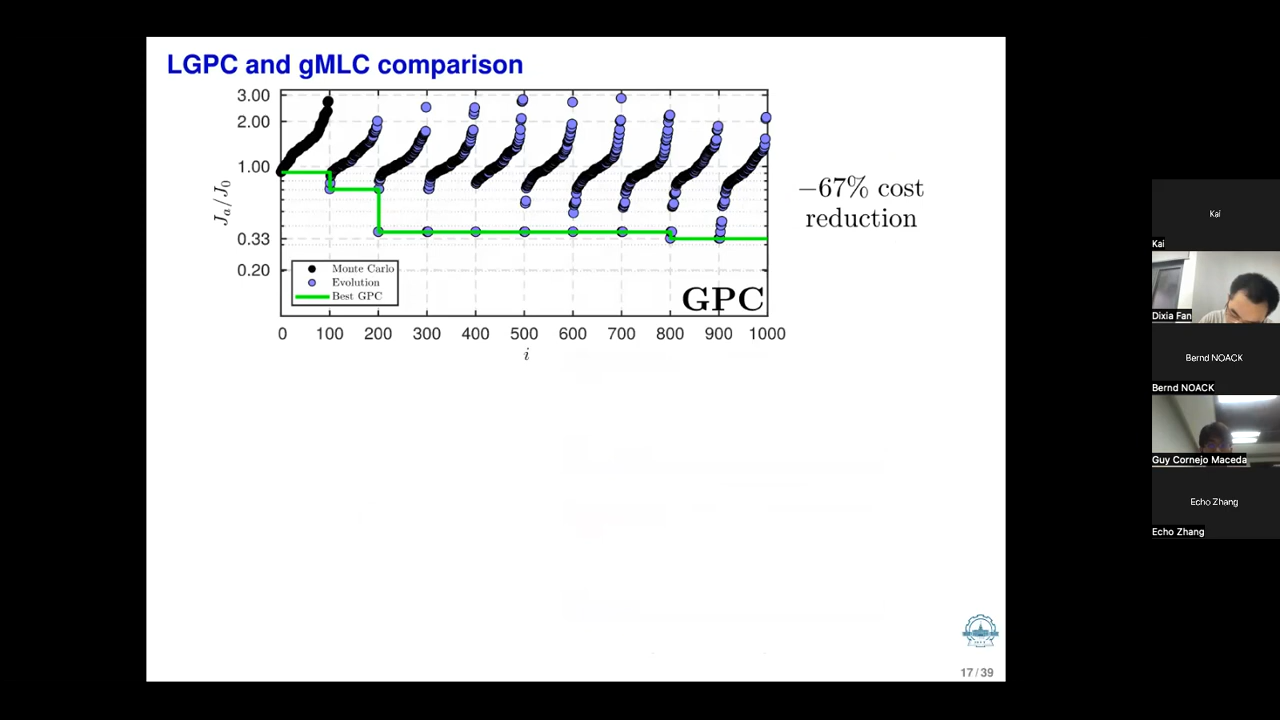 LGPC and gMLC comparison
3.00
2.00
1.00
0.33
0.20
J_a/J_0
Monte Carlo
Evolution
Best GPC
GPC
0 100 200 300 400 500 600 700 800 900 1000
i
−67% cost
reduction
17/39
Kai
Kai
Dixia Fan
Bernd NOACK
Bernd NOACK
Guy Cornejo Maceda
Echo Zhang
Echo Zhang